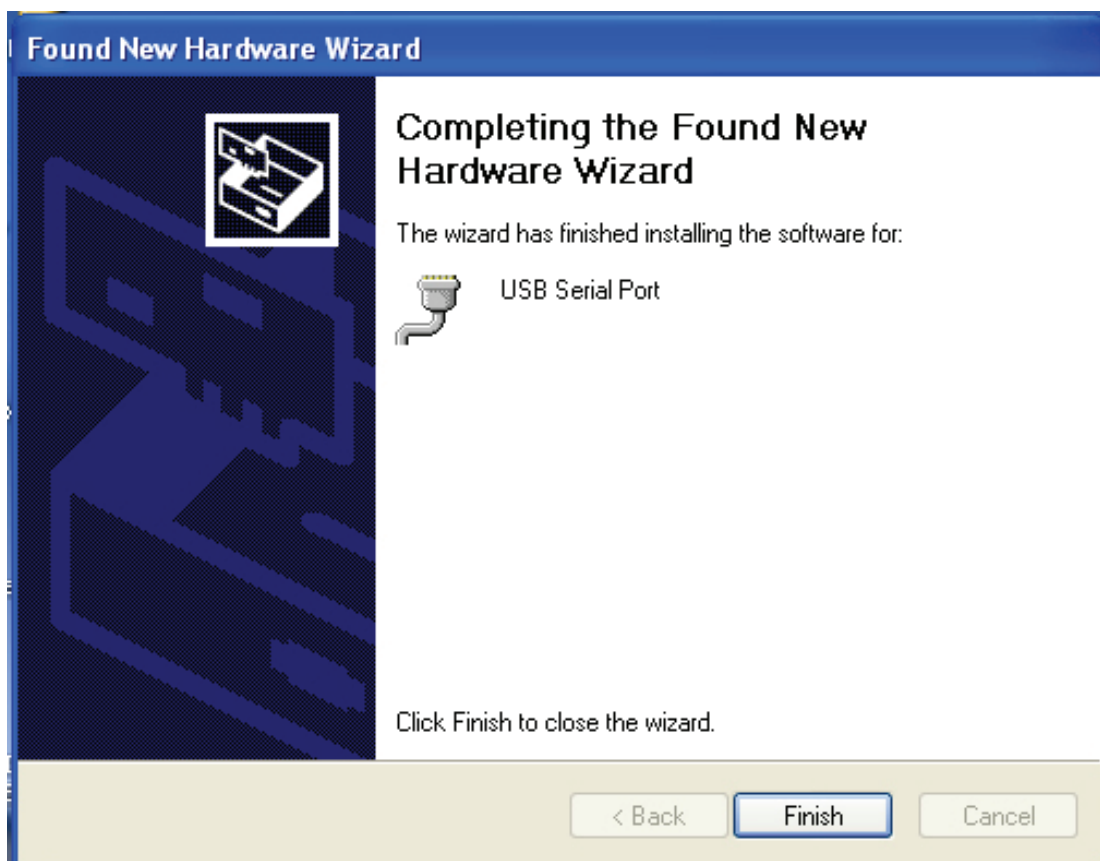 Found New Hardware Wizard
Completing the Found New
Hardware Wizard
The wizard has finished installing the software for:
USB Serial Port
Click Finish to close the wizard.
< Back
Finish
Cancel